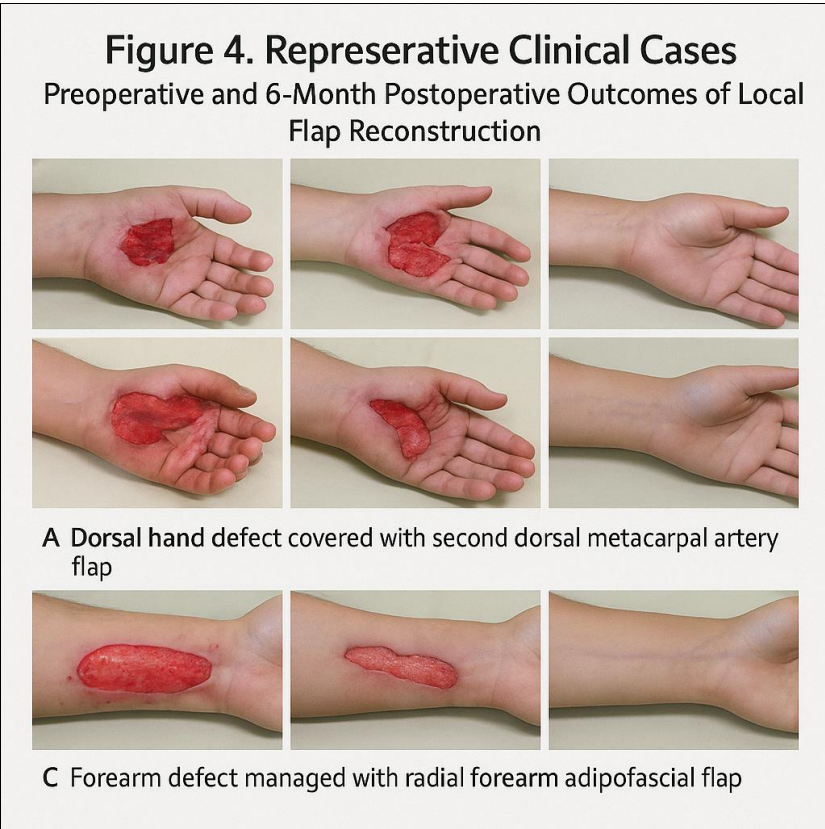 Figure 4. Represerative Clinical Cases
Preoperative and 6-Month Postoperative Outcomes of Local
Flap Reconstruction
A Dorsal hand defect covered with second dorsal metacarpal artery
flap
C Forearm defect managed with radial forearm adipofascial flap